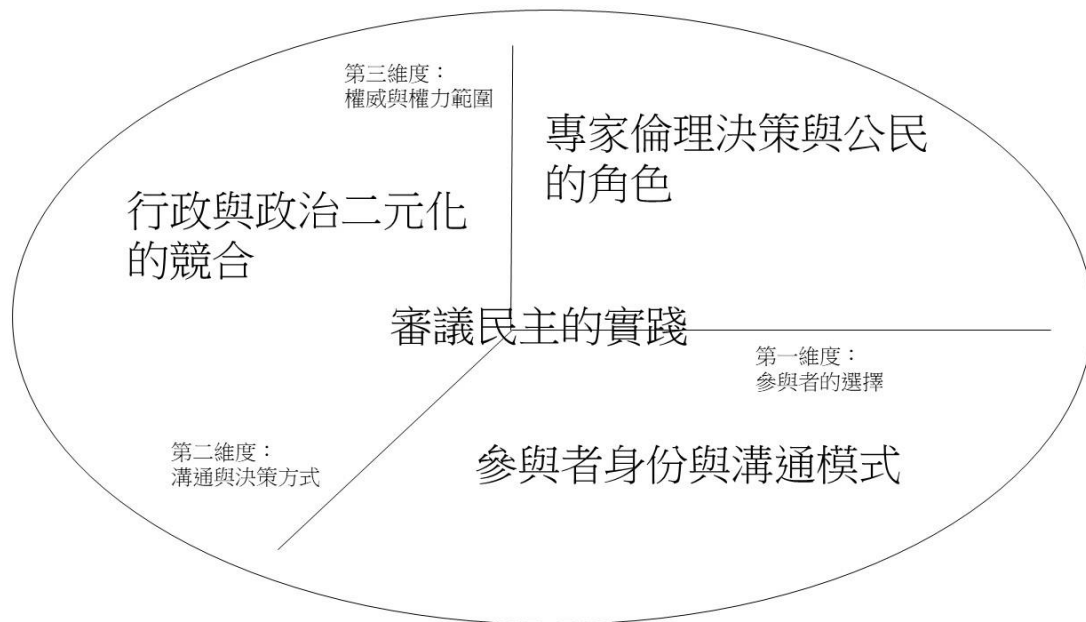 第三維度：
權威與權力範圍
專家倫理決策與公民
的角色
行政與政治二元化
的競合
審議民主的實踐
第一維度：
參與者的選擇
第二維度：
溝通與決策方式
參與者身份與溝通模式